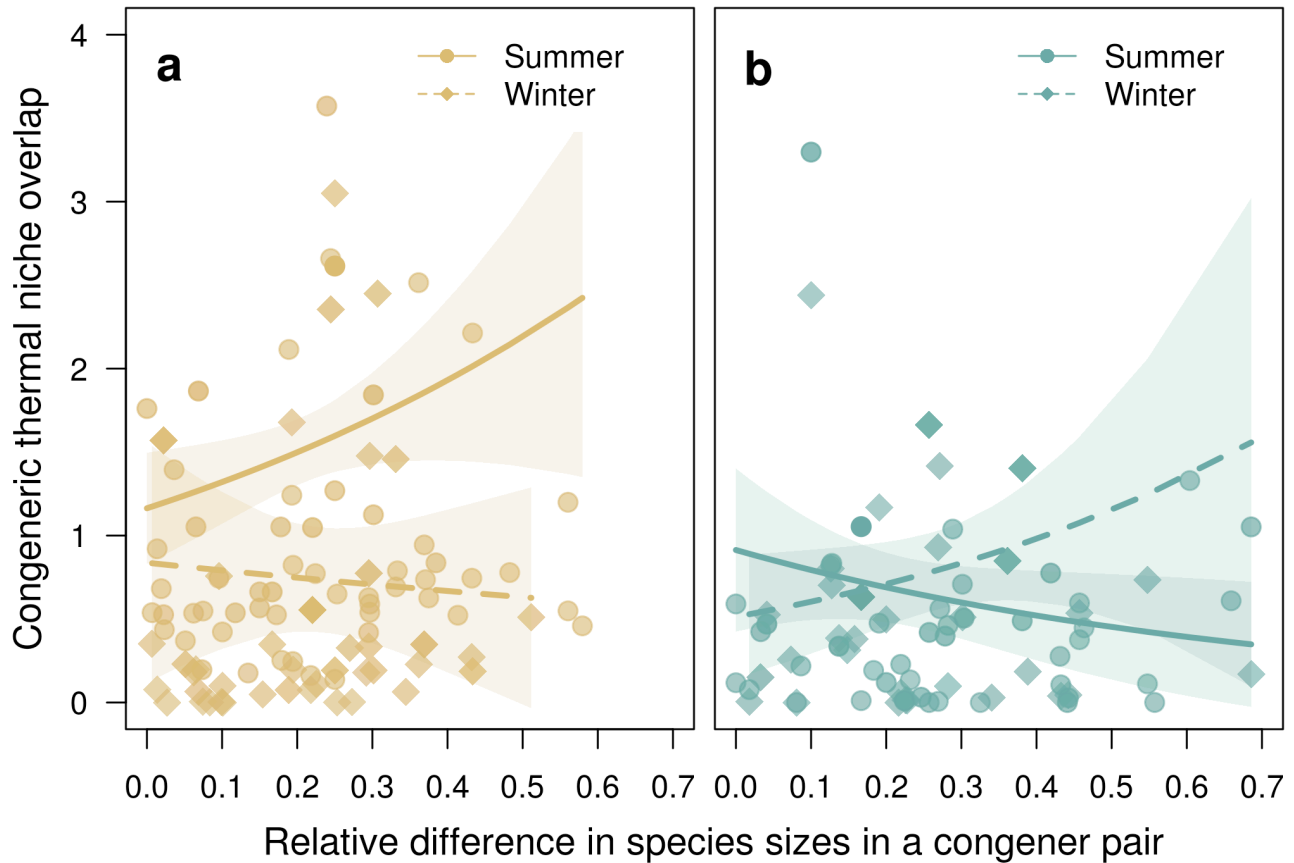 a
Summer
Winter
b
Summer
Winter
Congeneric thermal niche overlap
4
3
2
1
0
0.0 0.1 0.2 0.3 0.4 0.5 0.6 0.7
0.0 0.1 0.2 0.3 0.4 0.5 0.6 0.7
Relative difference in species sizes in a congener pair